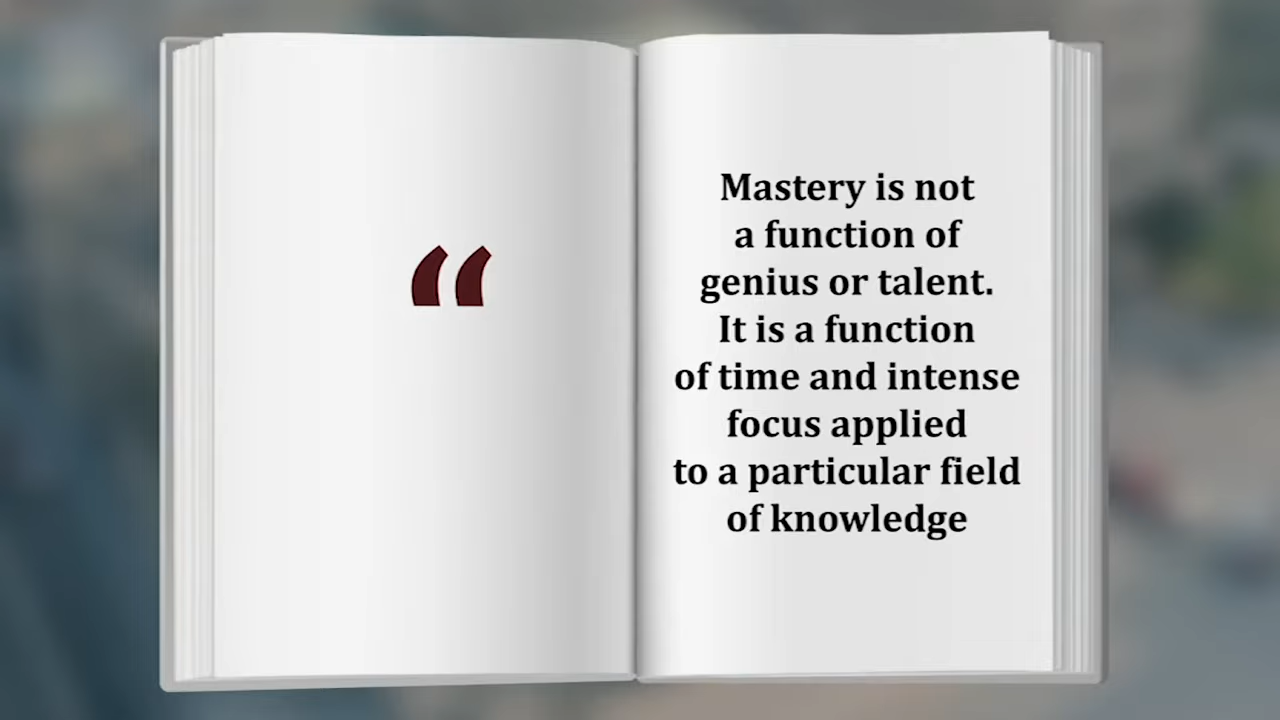 “
Mastery is not
a function of
genius or talent.
It is a function
of time and intense
focus applied
to a particular field
of knowledge